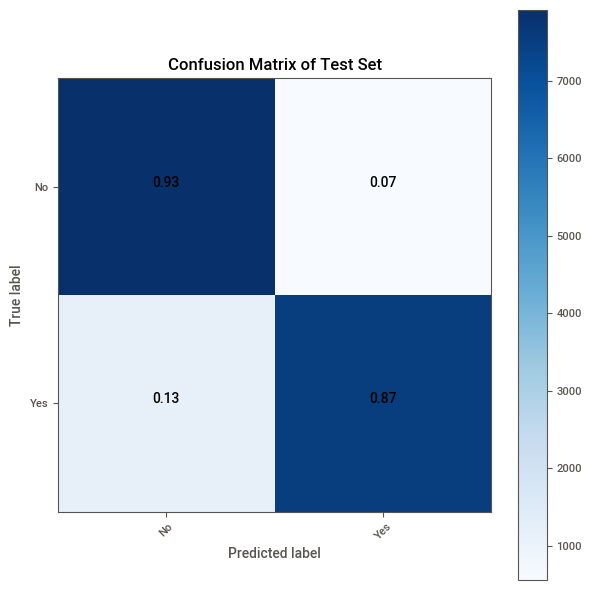 Confusion Matrix of Test Set
True label
No
Yes
0.93 0.07
0.13 0.87
No Yes
Predicted label
7000
6000
5000
4000
3000
2000
1000